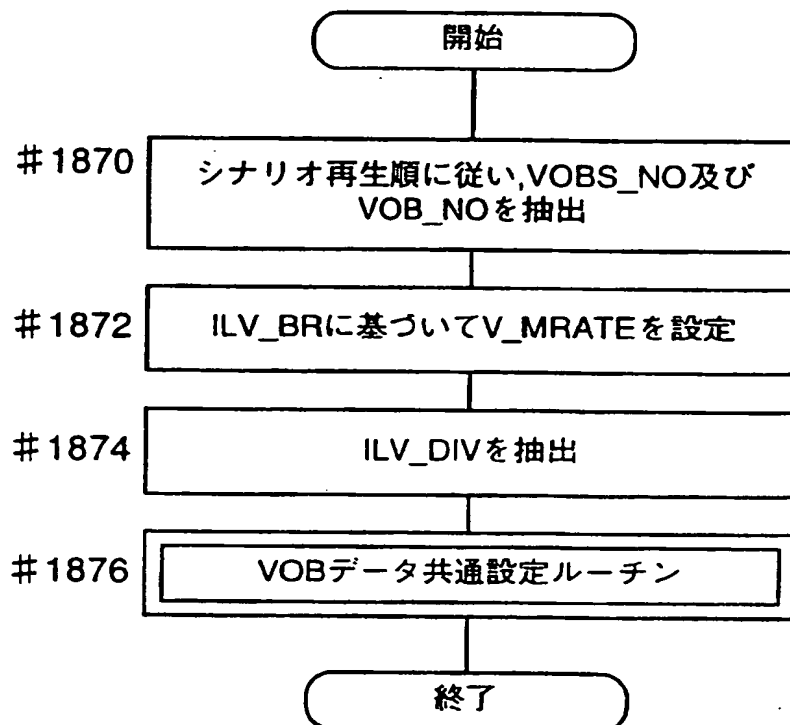 開始
#1870
シナリオ再生順に従い,VOBS_NO及び
VOB_NOを抽出
#1872
ILV_BRに基づいてV_MRATEを設定
#1874
ILV_DIVを抽出
#1876
VOBデータ共通設定ルーチン
終了